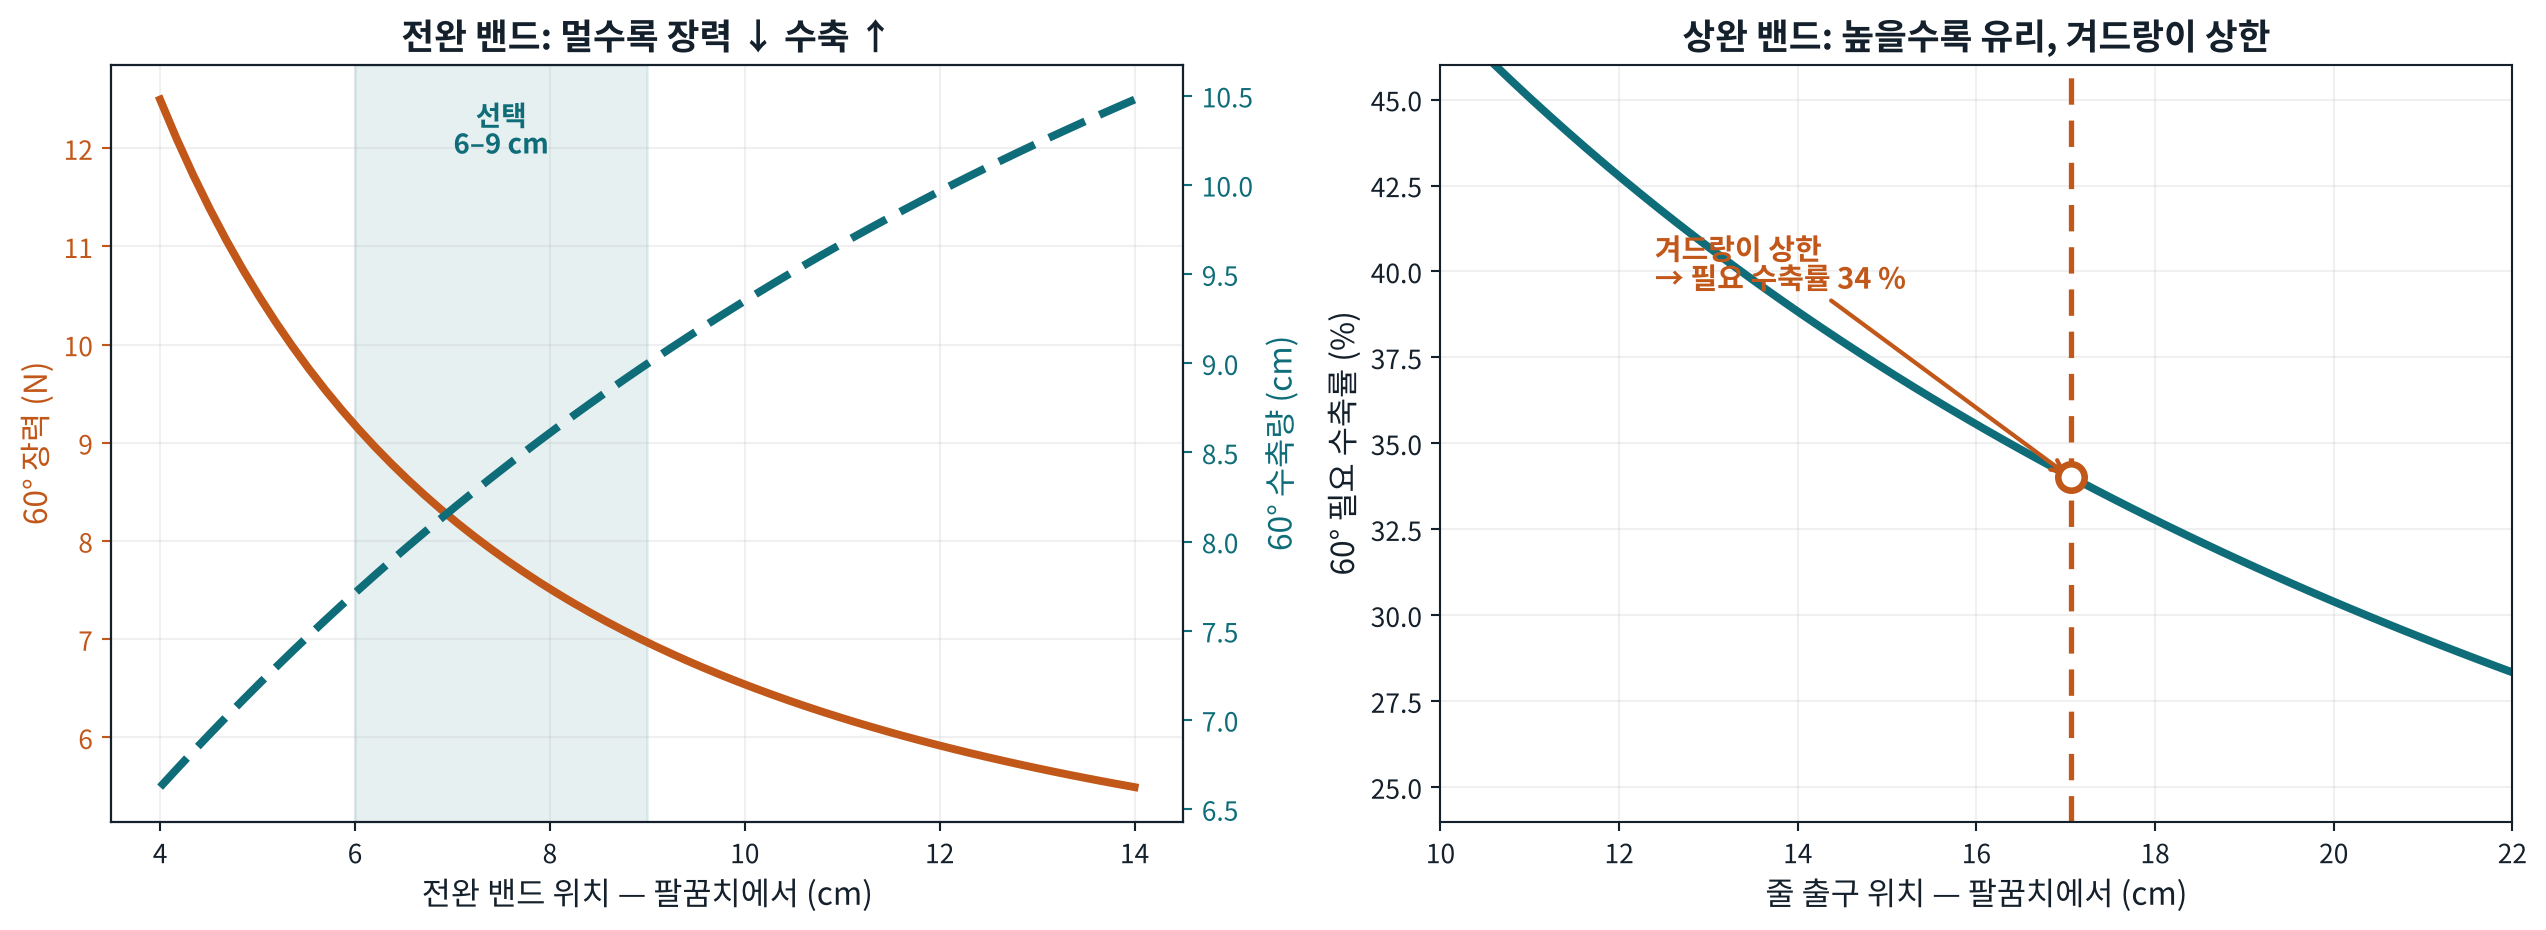 전완 밴드: 멀수록 장력 ↓ 수축 ↑
선택
6–9 cm
60° 장력 (N)
12
11
10
9
8
7
6
10.5
10.0
9.5
9.0
8.5
8.0
7.5
7.0
6.5
60° 수축량 (cm)
4 6 8 10 12 14
전완 밴드 위치 — 팔꿈치에서 (cm)
상완 밴드: 높을수록 유리, 겨드랑이 상한
겨드랑이 상한
→ 필요 수축률 34 %
60° 필요 수축률 (%)
45.0
42.5
40.0
37.5
35.0
32.5
30.0
27.5
25.0
10 12 14 16 18 20 22
줄 출구 위치 — 팔꿈치에서 (cm)